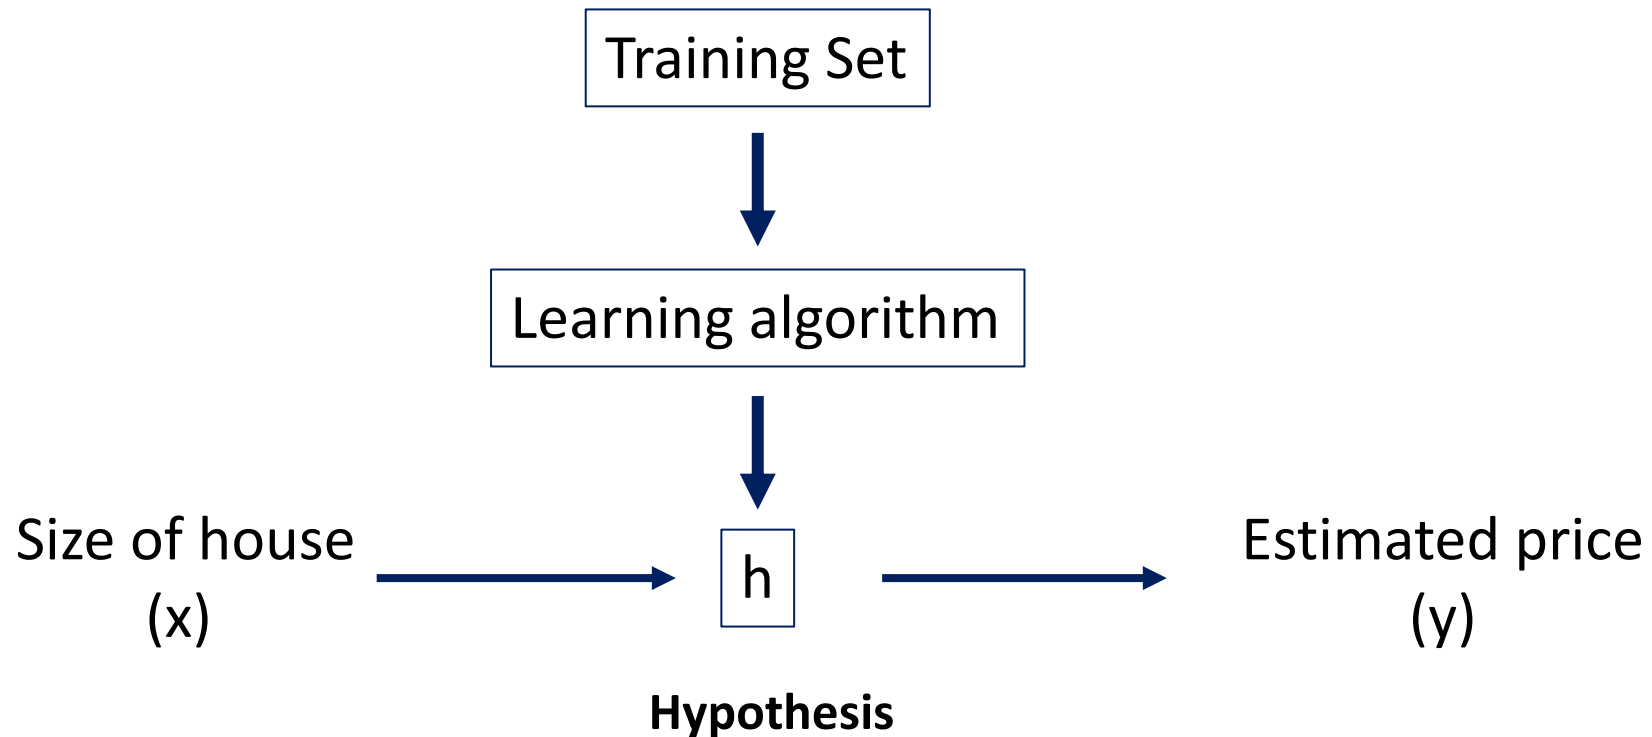 Training Set
Learning algorithm
Size of house
(x)
h
Estimated price
(y)
Hypothesis